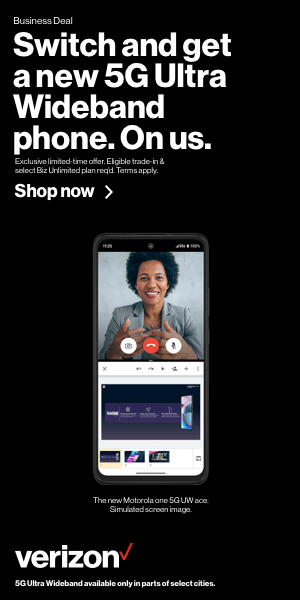 Business Deal
Switch and get
a new 5G Ultra
Wideband
phone. On us.
Exclusive limited-time offer. Eligible trade-in &
select Biz Unlimited plan req'd. Terms apply.
Shop now
100%
The new Motorola one 5G UW ace.
Simulated screen image.
verizon
5G Ultra Wideband available only in parts of select cities.